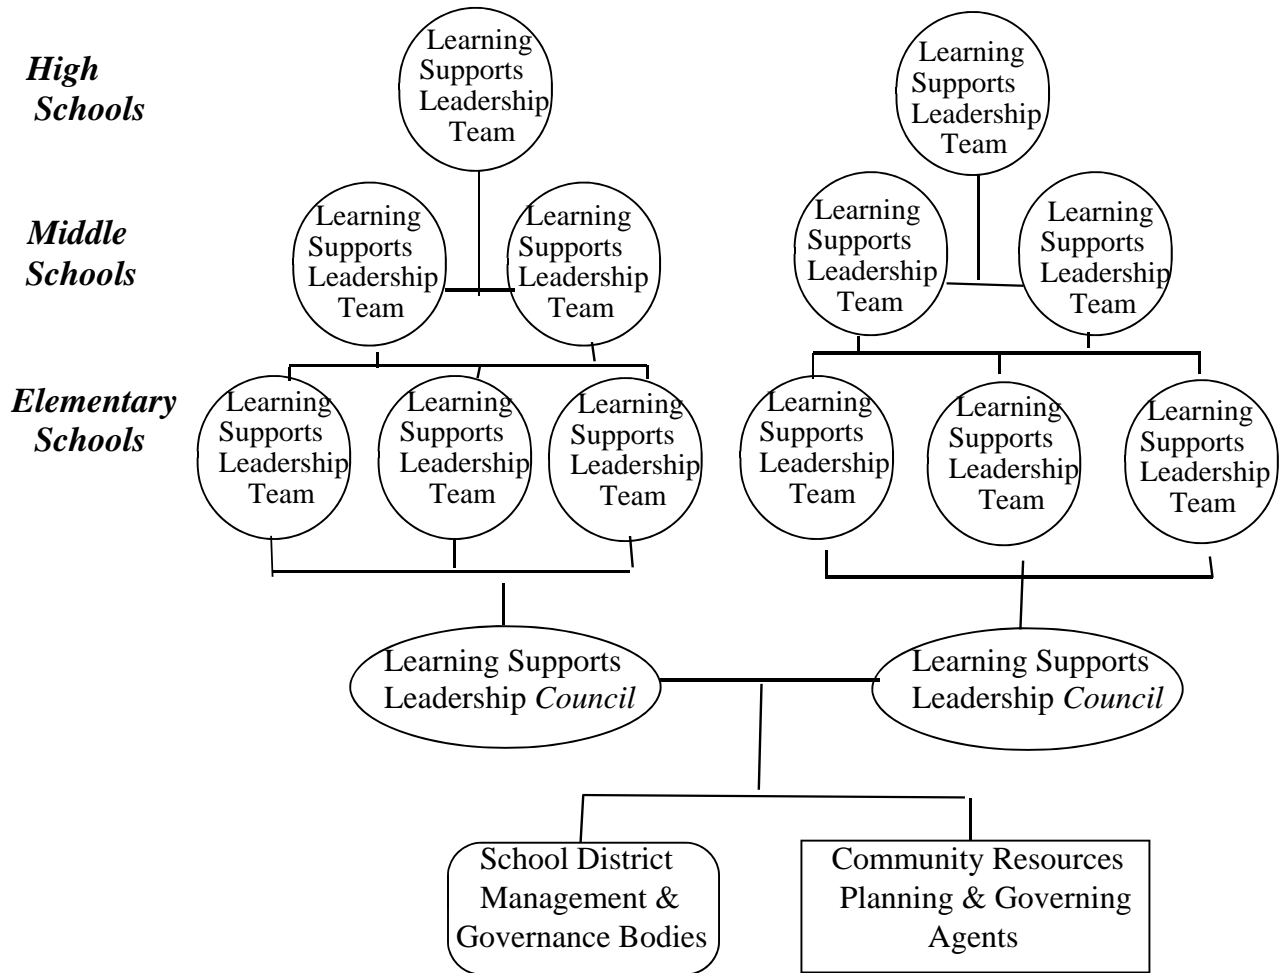 High
Schools
Learning
Supports
Leadership
Team
Learning
Supports
Leadership
Team
Middle
Schools
Learning
Supports
Leadership
Team
Learning
Supports
Leadership
Team
Learning
Supports
Leadership
Team
Learning
Supports
Leadership
Team
Elementary
Schools
Learning
Supports
Leadership
Team
Learning
Supports
Leadership
Team
Learning
Supports
Leadership
Team
Learning
Supports
Leadership
Team
Learning
Supports
Leadership
Team
Learning
Supports
Leadership
Team
Learning Supports
Leadership Council
Learning Supports
Leadership Council
School District
Management &
Governance Bodies
Community Resources
Planning & Governing
Agents